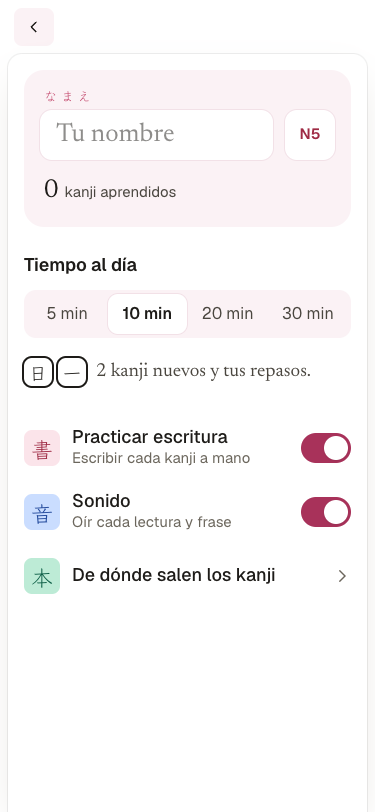 なまえ
Tu nombre
N5
0 kanji aprendidos
Tiempo al día
5 min 10 min 20 min 30 min
日 一 2 kanji nuevos y tus repasos.
書 Practicar escritura
Escribir cada kanji a mano
音 Sonido
Oír cada lectura y frase
本 De dónde salen los kanji